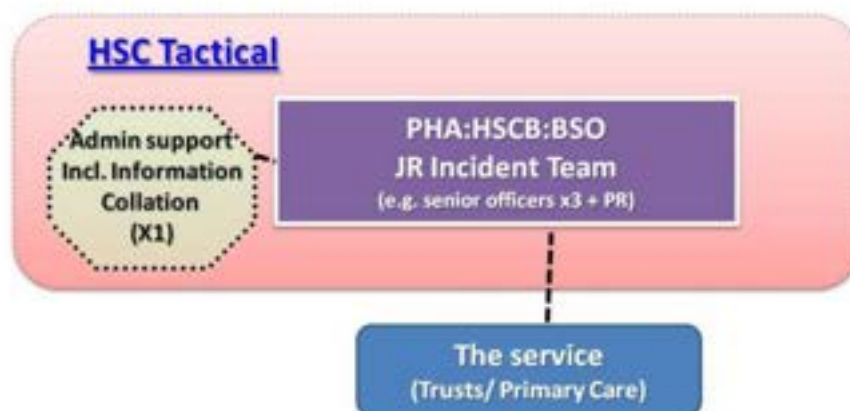 HSC Tactical
Admin support
Incl. Information
Collation
(X1)
PHA:HSCB:BSO
JR Incident Team
(e.g. senior officers x3 + PR)
The service
(Trusts/ Primary Care)